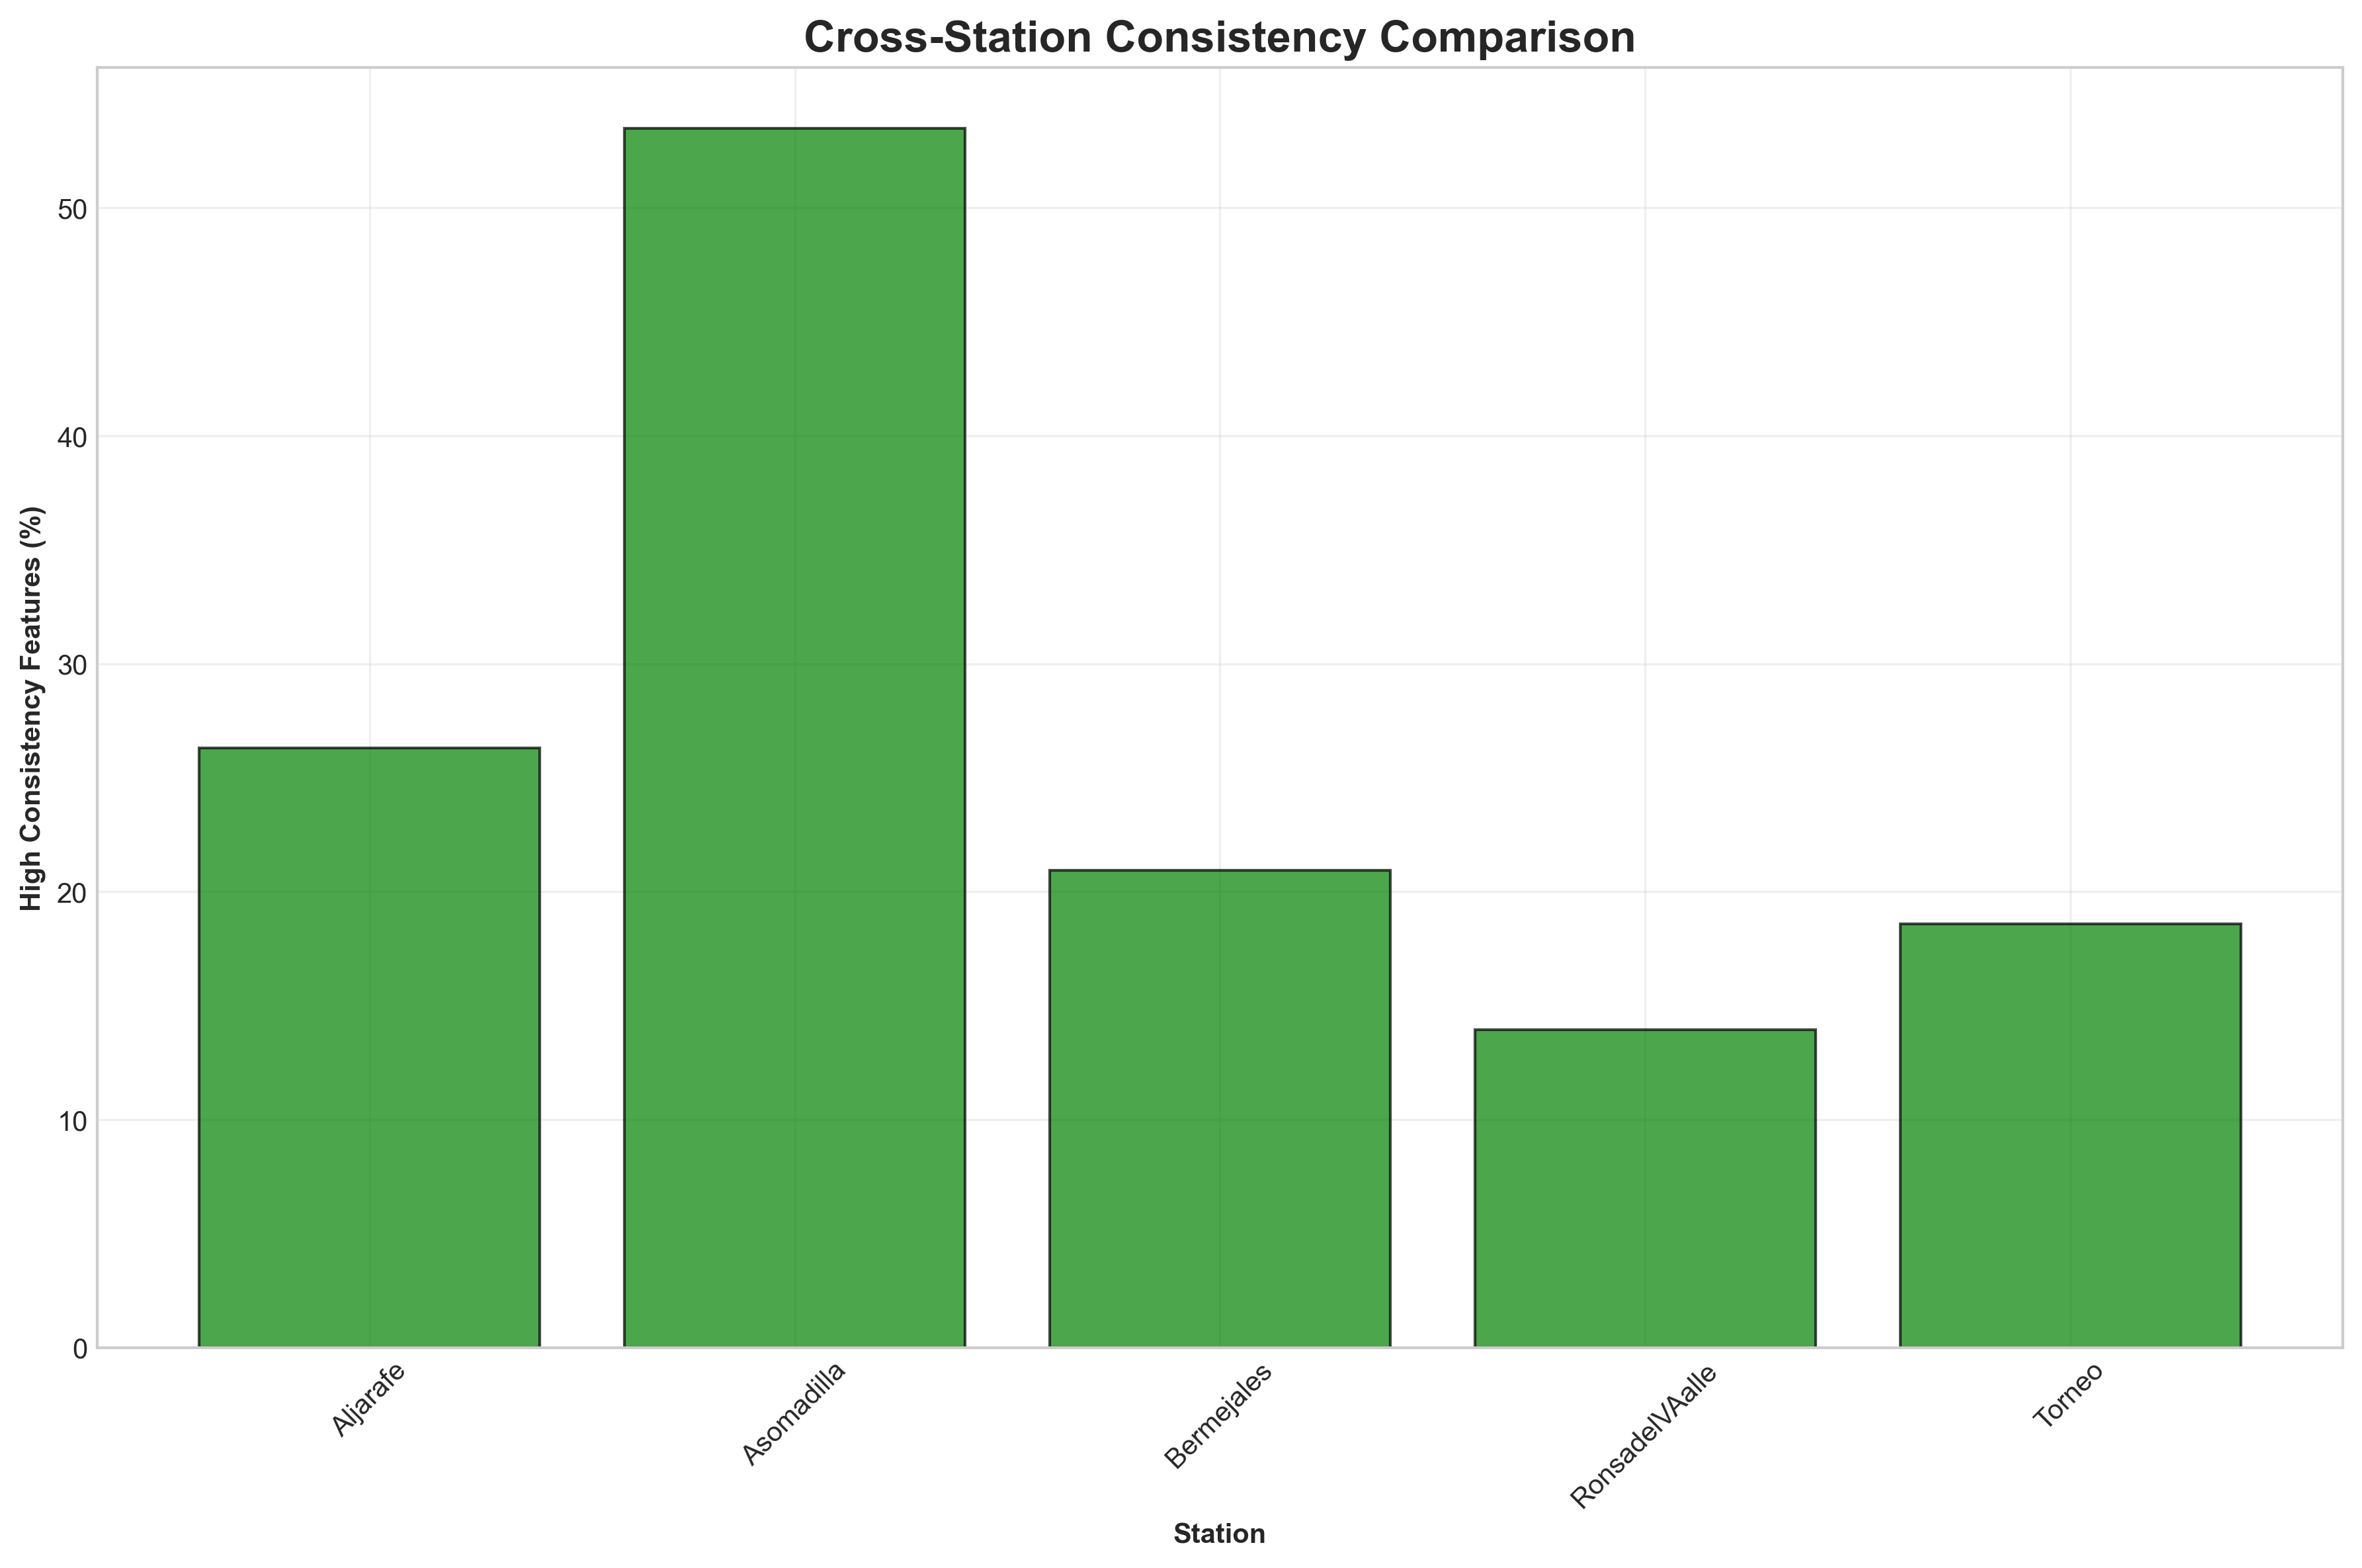 Cross-Station Consistency Comparison
High Consistency Features (%)
50
40
30
20
10
0
Aljarafe
Asomadilla
Bermejales
RonsadelVAalle
Torneo
Station